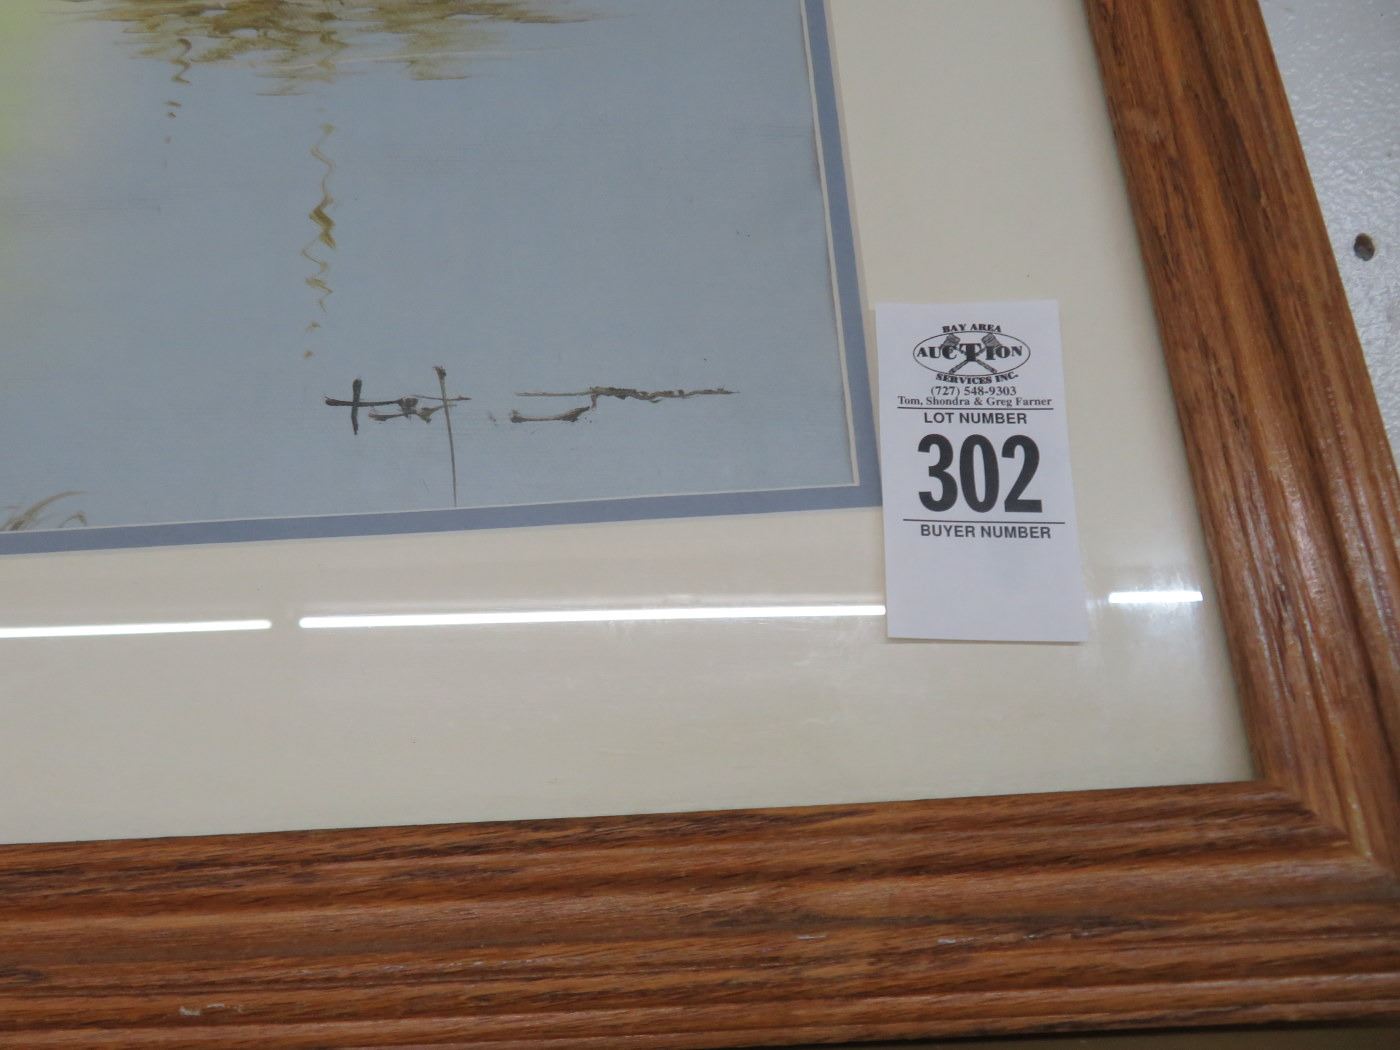 BAY AREA
AUCTION
SERVICES INC.
(727) 548-9303
Tom, Shondra & Greg Farner
LOT NUMBER
302
BUYER NUMBER